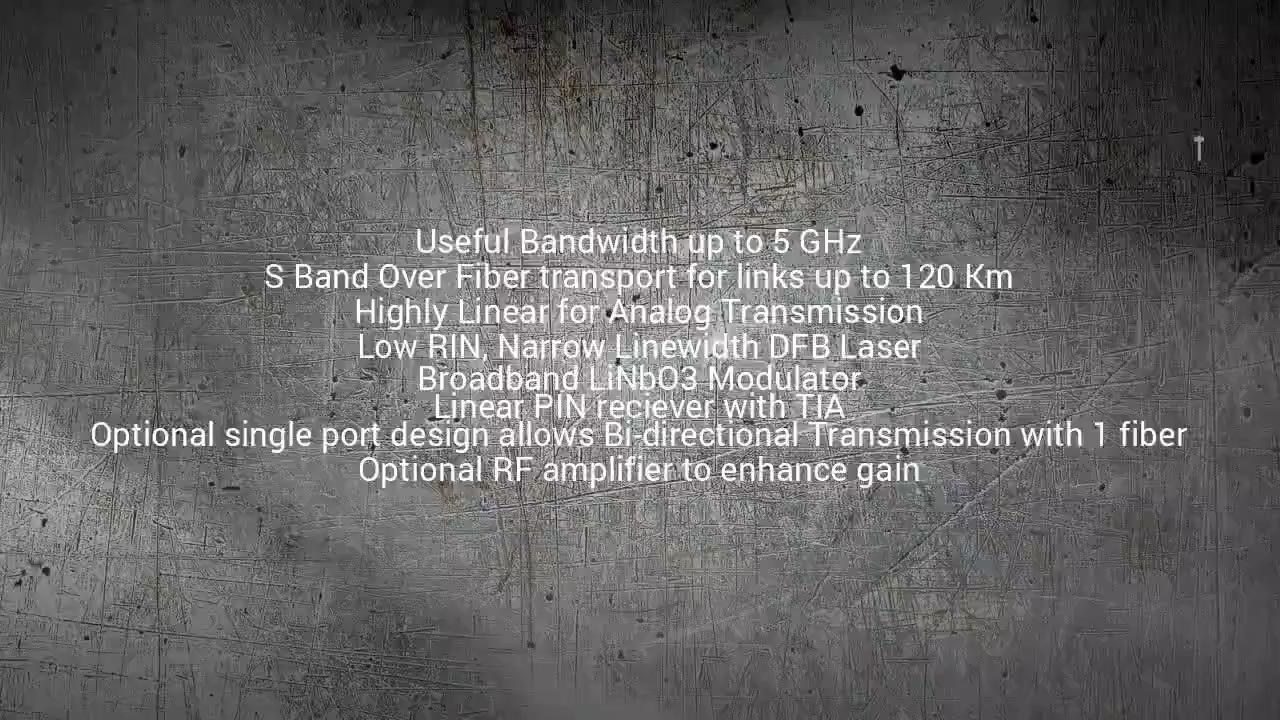 Useful Bandwidth up to 5 GHz
S Band Over Fiber transport for links up to 120 Km
Highly Linear for Analog Transmission
Low RIN, Narrow Linewidth DFB Laser
Broadband LiNbO3 Modulator
Linear PIN reciever with TIA
Optional single port design allows Bi-directional Transmission with 1 fiber
Optional RF amplifier to enhance gain